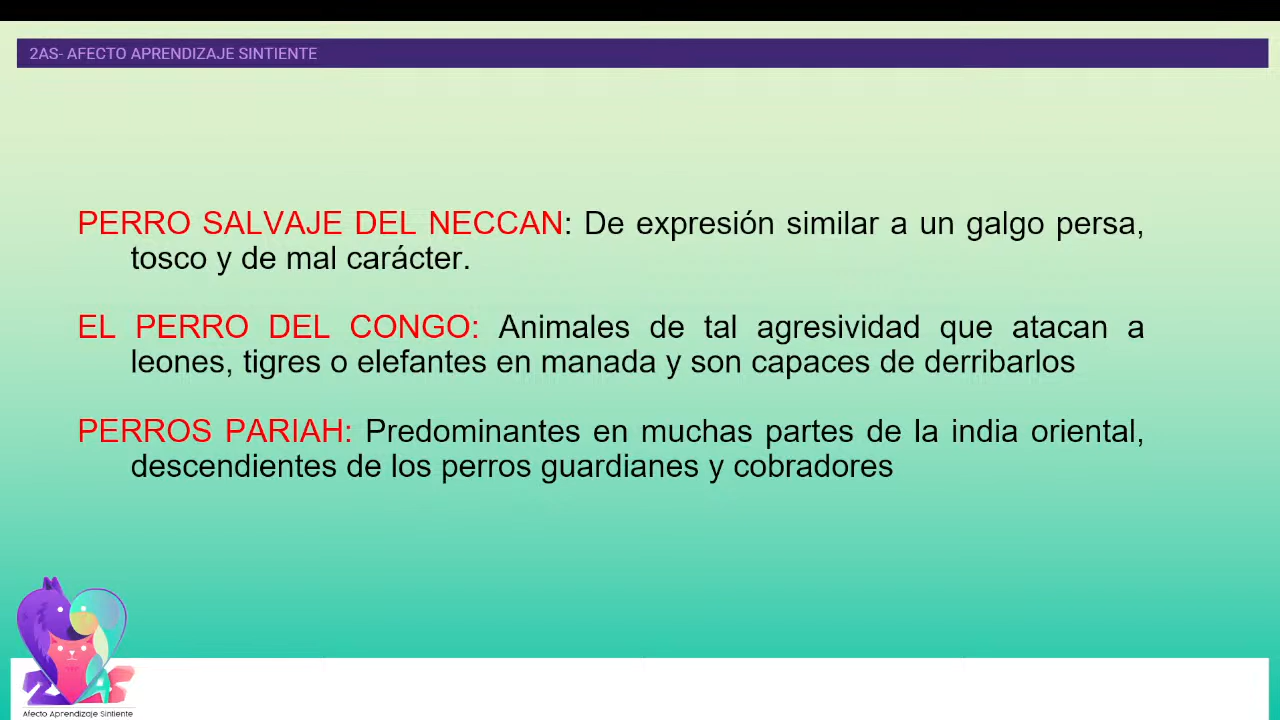 2AS- AFECTO APRENDIZAJE SINTIENTE
PERRO SALVAJE DEL NECCAN: De expresión similar a un galgo persa,
tosco y de mal carácter.
EL PERRO DEL CONGO: Animales de tal agresividad que atacan a
leones, tigres o elefantes en manada y son capaces de derribarlos
PERROS PARIAH: Predominantes en muchas partes de la india oriental,
descendientes de los perros guardianes y cobradores
2AS
Afecto Aprendizaje Sintiente